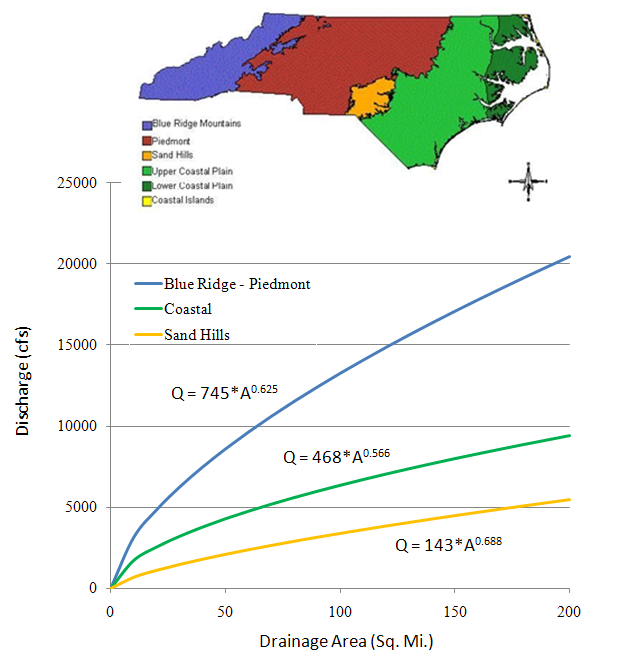 Blue Ridge Mountains
Piedmont
Sand Hills
Upper Coastal Plain
Lower Coastal Plain
Coastal Islands
25000
20000
15000
10000
5000
0
Discharge (cfs)
Blue Ridge - Piedmont
Coastal
Sand Hills
Q = 745*A^0.625
Q = 468*A^0.566
Q = 143*A^0.688
0 50 100 150 200
Drainage Area (Sq. Mi.)